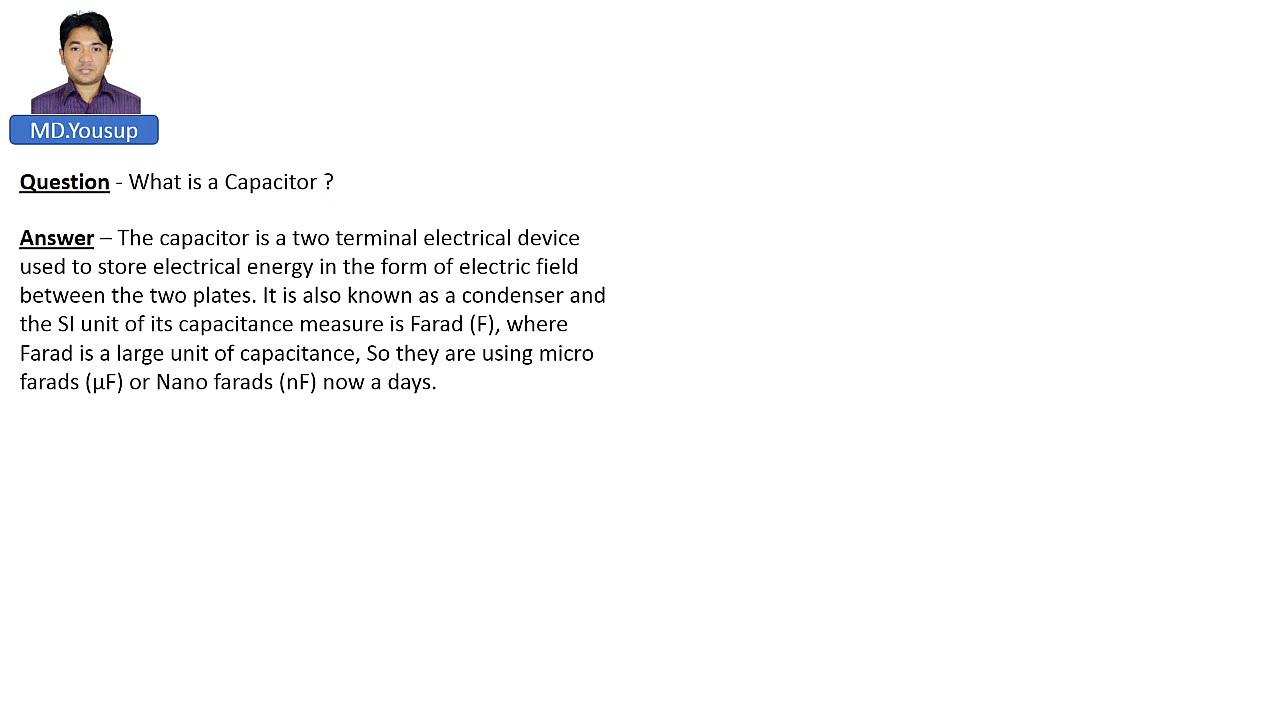 MD.Yousup
Question - What is a Capacitor ?
Answer – The capacitor is a two terminal electrical device
used to store electrical energy in the form of electric field
between the two plates. It is also known as a condenser and
the SI unit of its capacitance measure is Farad (F), where
Farad is a large unit of capacitance, So they are using micro
farads (μF) or Nano farads (nF) now a days.